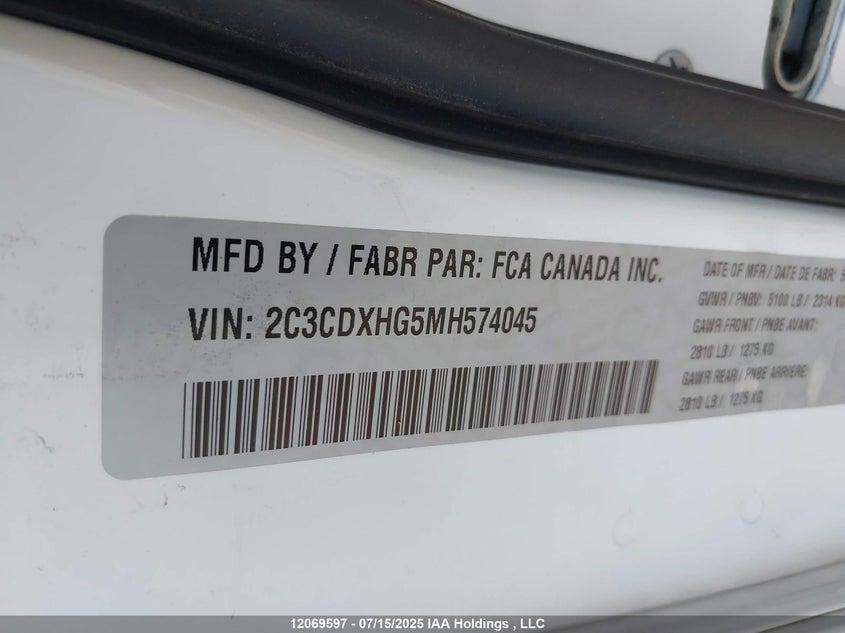 MFD BY / FABR PAR: FCA CANADA INC.
VIN: 2C3CDXHG5MH574045
DATE OF MFR / DATE DE FABR: 5
GVWR / PNBV: 5100 LB / 2314 KG
GAWR FRONT / PNBE AVANT:
2810 LB / 1275 KG
GAWR REAR / PNBE ARRIERE:
2810 LB / 1275 KG
12069597 - 07/15/2025 IAA Holdings , LLC